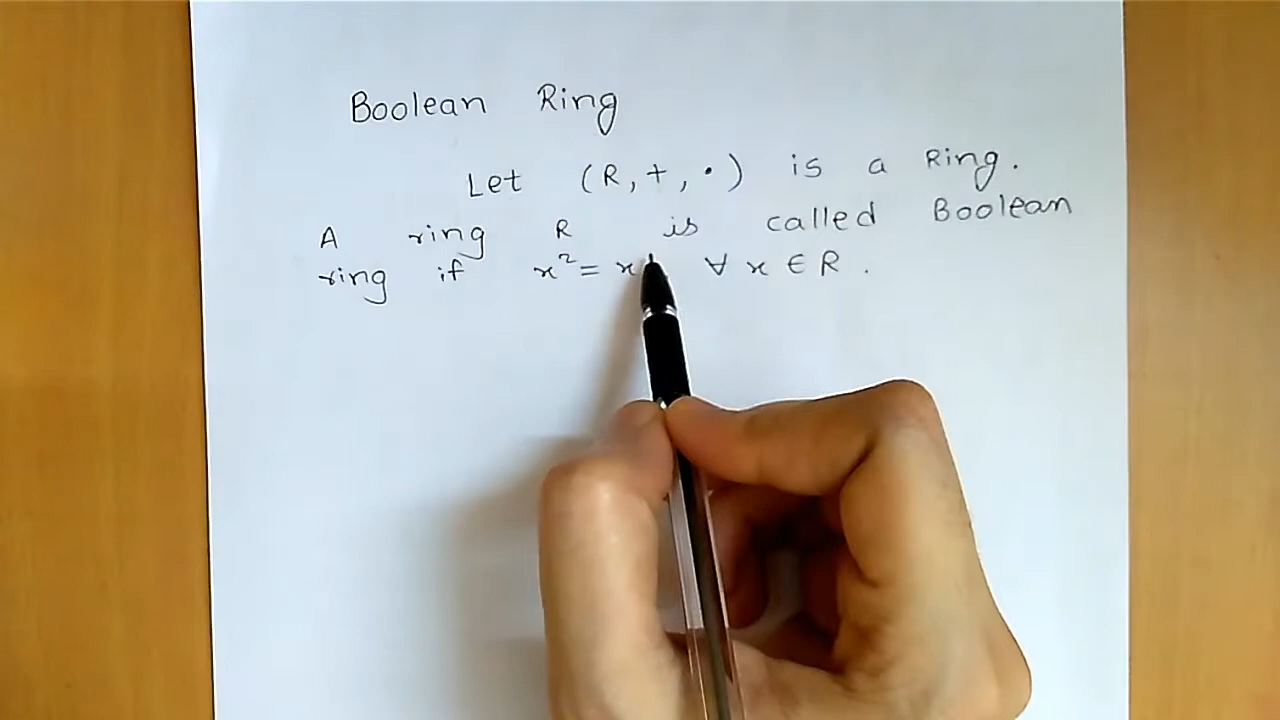 Boolean Ring
Let (R, +, ·) is a Ring.
A ring R is called Boolean
ring if x² = x ∀ x ∈ R .